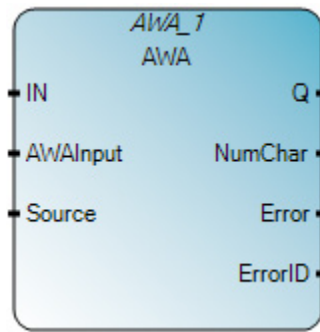 AWA_1
AWA
IN Q
AWAInput NumChar
Source Error
ErrorID